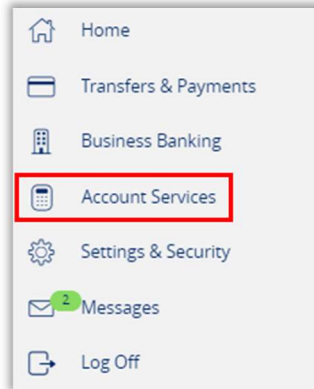 Home
Transfers & Payments
Business Banking
Account Services
Settings & Security
2 Messages
Log Off